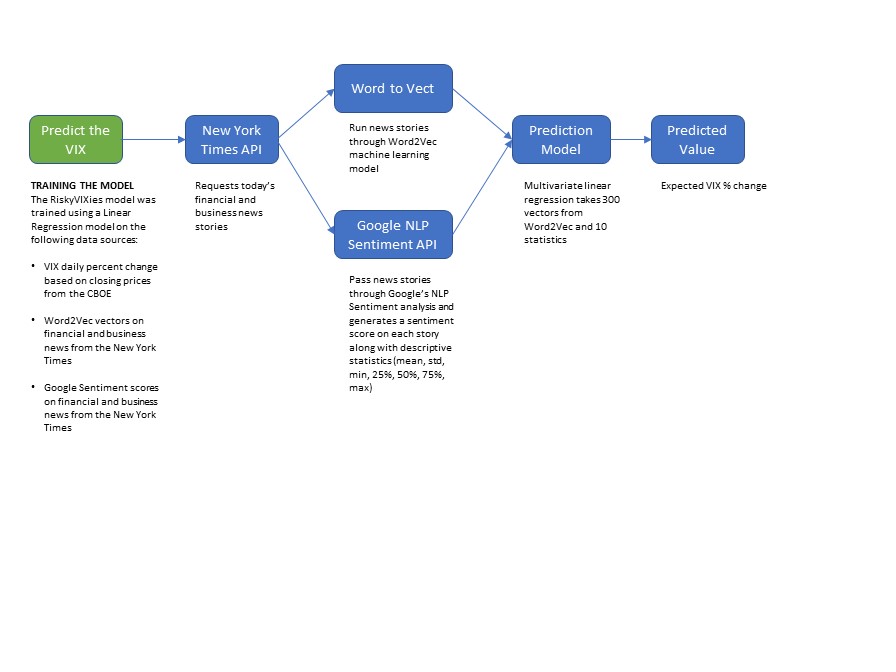 Predict the
VIX
TRAINING THE MODEL
The RiskyVIXies model was
trained using a Linear
Regression model on the
following data sources:
• VIX daily percent change
based on closing prices
from the CBOE
• Word2Vec vectors on
financial and business
news from the New York
Times
• Google Sentiment scores
on financial and business
news from the New York
Times
New York
Times API
Requests today's
financial and
business news
stories
Word to Vect
Run news stories
through Word2Vec
machine learning
model
Google NLP
Sentiment API
Pass news stories
through Google's NLP
Sentiment analysis and
generates a sentiment
score on each story
along with descriptive
statistics (mean, std,
min, 25%, 50%, 75%,
max)
Prediction
Model
Multivariate linear
regression takes 300
vectors from
Word2Vec and 10
statistics
Predicted
Value
Expected VIX % change